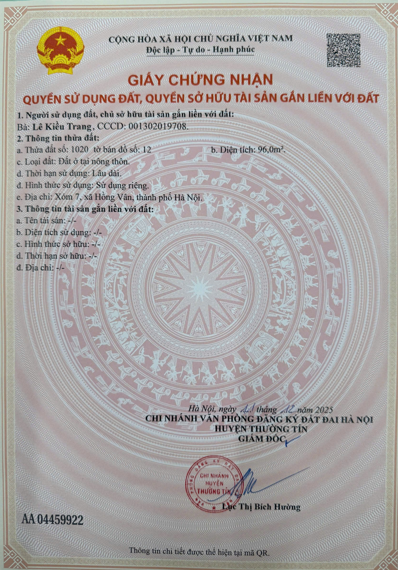 CỘNG HÒA XÃ HỘI CHỦ NGHĨA VIỆT NAM
Độc lập - Tự do - Hạnh phúc
GIẤY CHỨNG NHẬN
QUYỀN SỬ DỤNG ĐẤT, QUYỀN SỞ HỮU TÀI SẢN GẮN LIỀN VỚI ĐẤT
1. Người sử dụng đất, chủ sở hữu tài sản gắn liền với đất:
Bà: Lê Kiều Trang, CCCD: 001302019708.
2. Thông tin thửa đất:
a. Thửa đất số: 1020 tờ bản đồ số: 12 b. Diện tích: 96,0m².
c. Loại đất: Đất ở tại nông thôn.
d. Thời hạn sử dụng: Lâu dài.
đ. Hình thức sử dụng: Sử dụng riêng.
e. Địa chỉ: Xóm 7, xã Hồng Vân, thành phố Hà Nội.
3. Thông tin tài sản gắn liền với đất:
a. Tên tài sản: -/-
b. Diện tích sử dụng: -/-
c. Hình thức sở hữu: -/-
d. Thời hạn sở hữu: -/-
đ. Địa chỉ: -/-
Hà Nội, ngày tháng 12 2025
CHI NHÁNH VĂN PHÒNG ĐĂNG KÝ ĐẤT ĐAI HÀ NỘI
HUYỆN THƯỜNG TÍN
GIÁM ĐỐC
CHI NHÁNH
HUYỆN
THƯỜNG TÍN
Lục Thị Bích Hường
AA 04459922
Thông tin chi tiết được thể hiện tại mã QR.